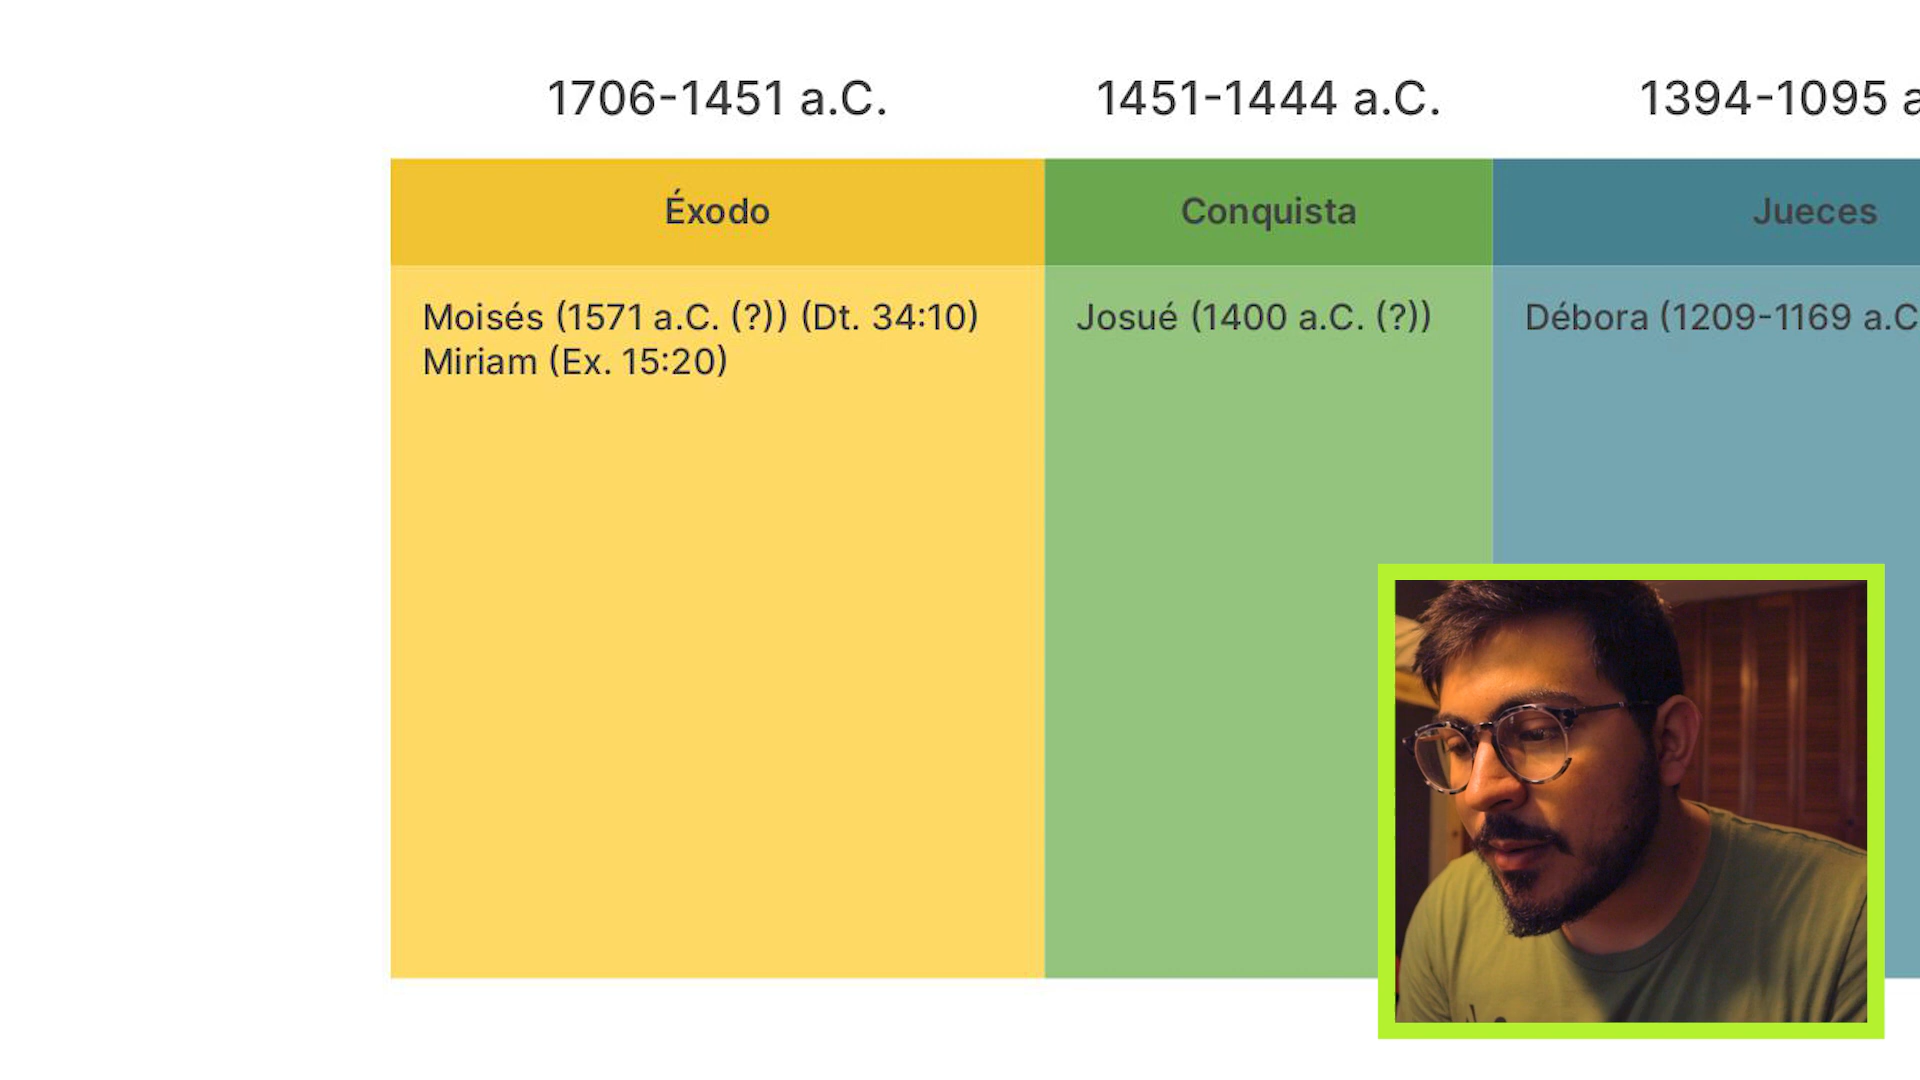 1706-1451 a.C.
1451-1444 a.C.
1394-1095 a
Éxodo
Conquista
Jueces
Moisés (1571 a.C. (?)) (Dt. 34:10)
Miriam (Ex. 15:20)
Josué (1400 a.C. (?))
Débora (1209-1169 a.C